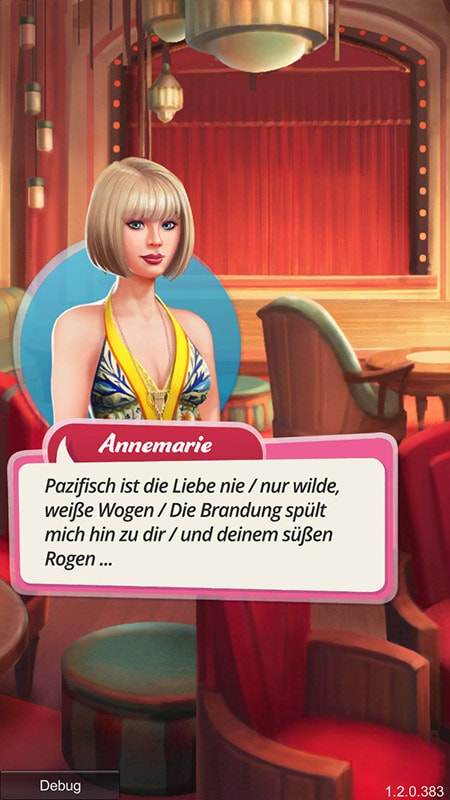 Annemarie
Pazifisch ist die Liebe nie / nur wilde,
weiße Wogen / Die Brandung spült
mich hin zu dir / und deinem süßen
Rogen ...
Debug
1.2.0.383